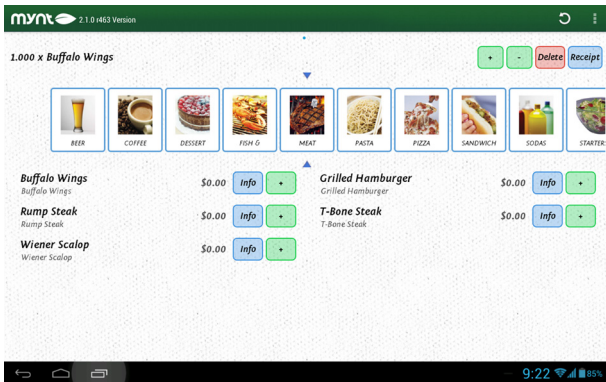 mynt 2.1.0 r463 Version
1.000 x Buffalo Wings
+ - Delete Receipt
BEER COFFEE DESSERT FISH & MEAT PASTA PIZZA SANDWICH SODAS STARTERS
Buffalo Wings $0.00 Info +
Buffalo Wings
Grilled Hamburger $0.00 Info +
Grilled Hamburger
Rump Steak $0.00 Info +
Rump Steak
T-Bone Steak $0.00 Info +
T-Bone Steak
Wiener Scalop $0.00 Info +
Wiener Scalop
9:22 85%